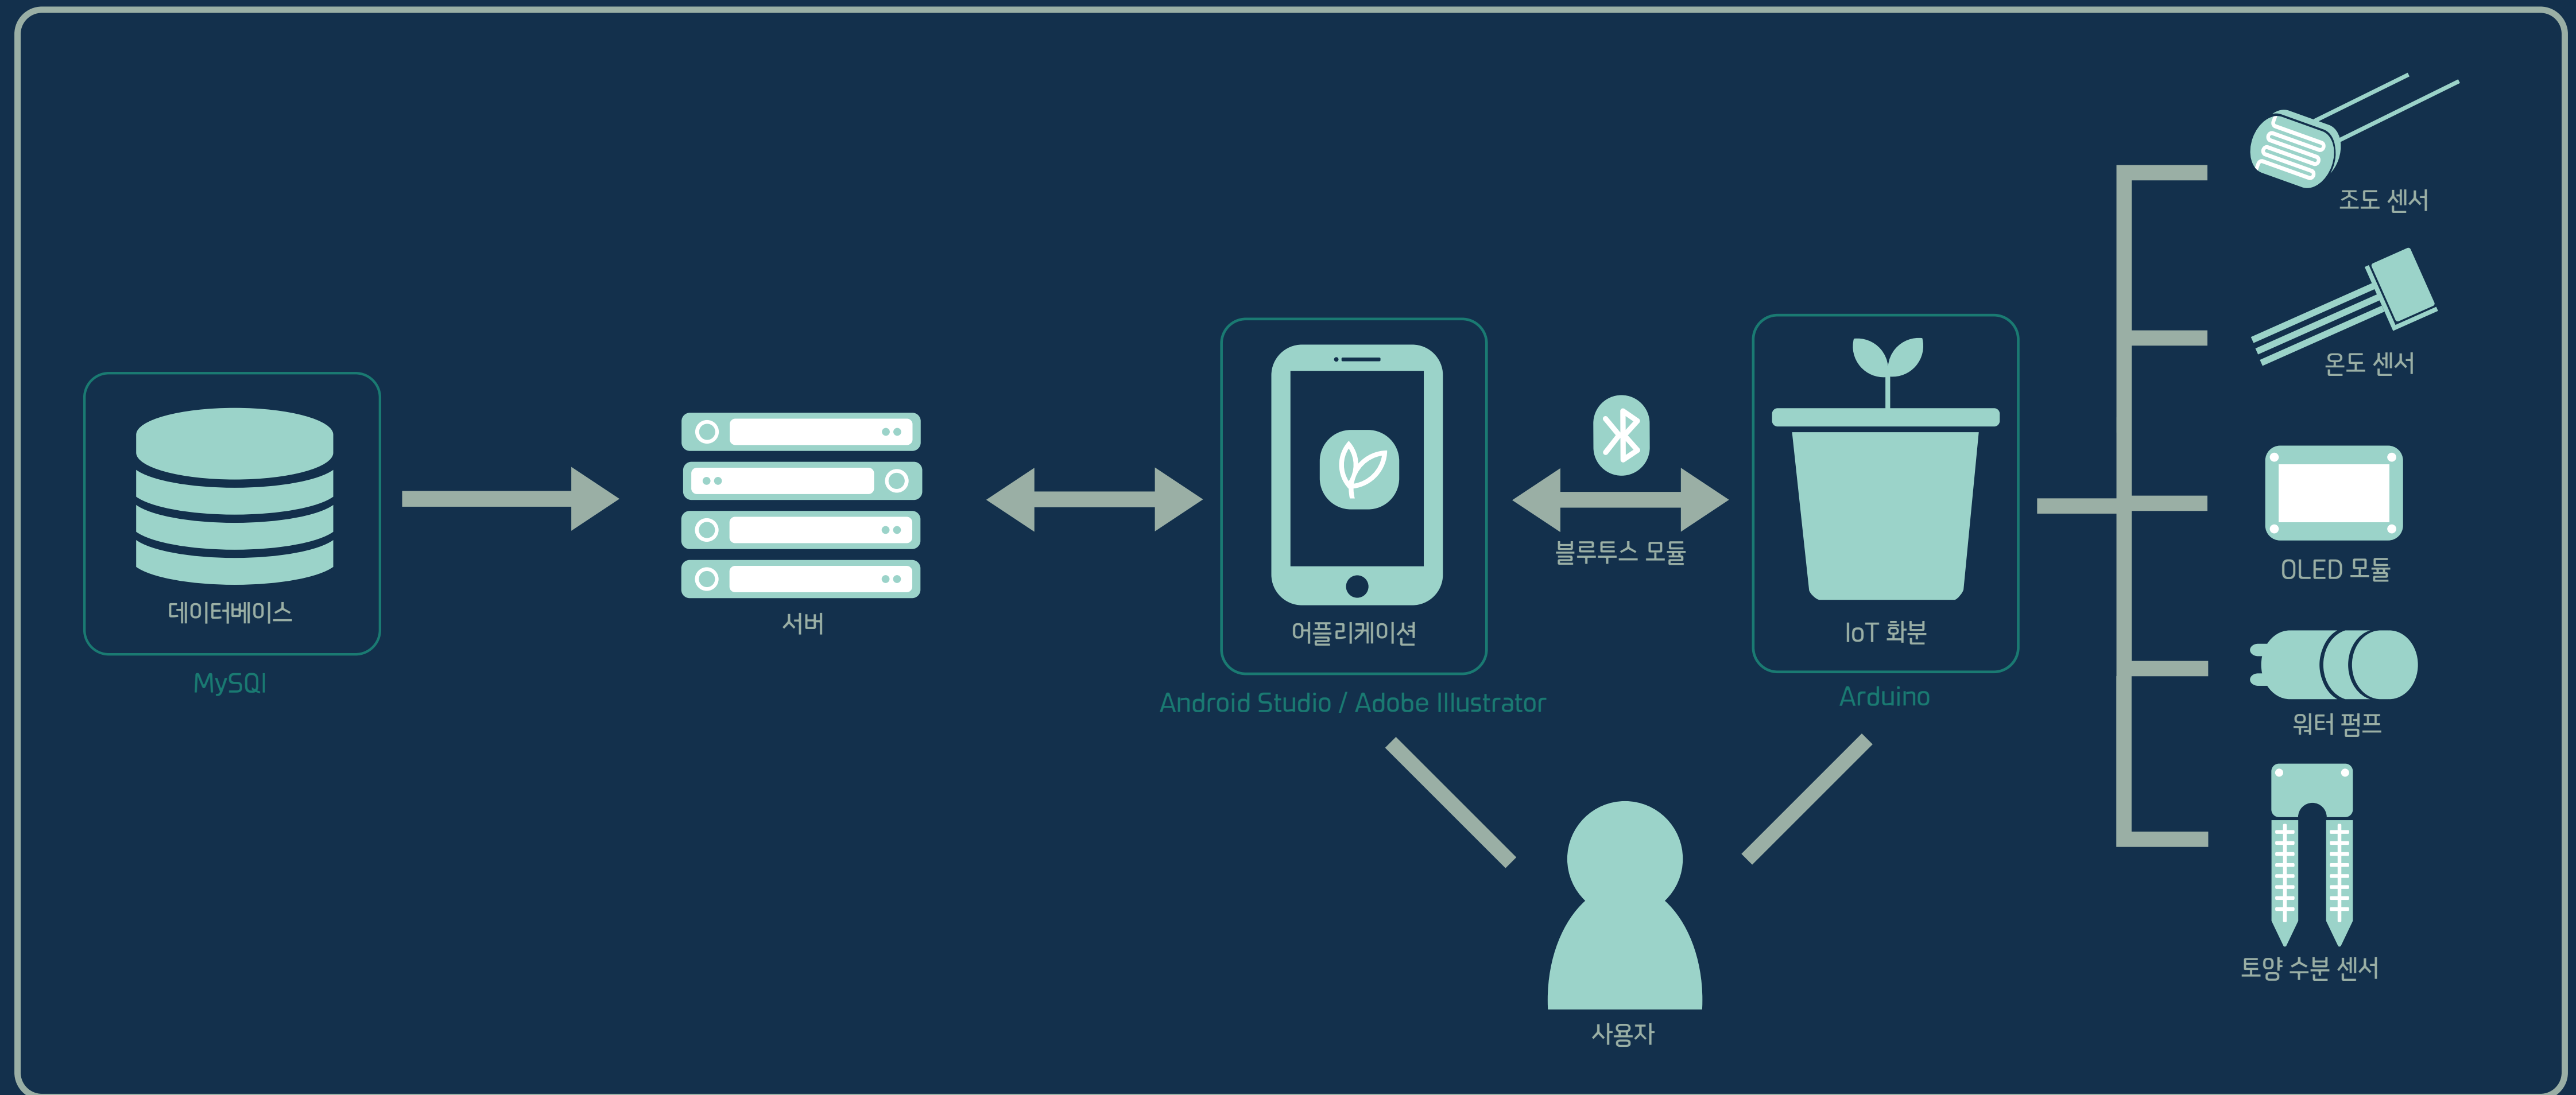 데이터베이스
MySQl
서버
어플리케이션
Android Studio / Adobe Illustrator
블루투스 모듈
IoT 화분
Arduino
사용자
조도 센서
온도 센서
OLED 모듈
워터 펌프
토양 수분 센서